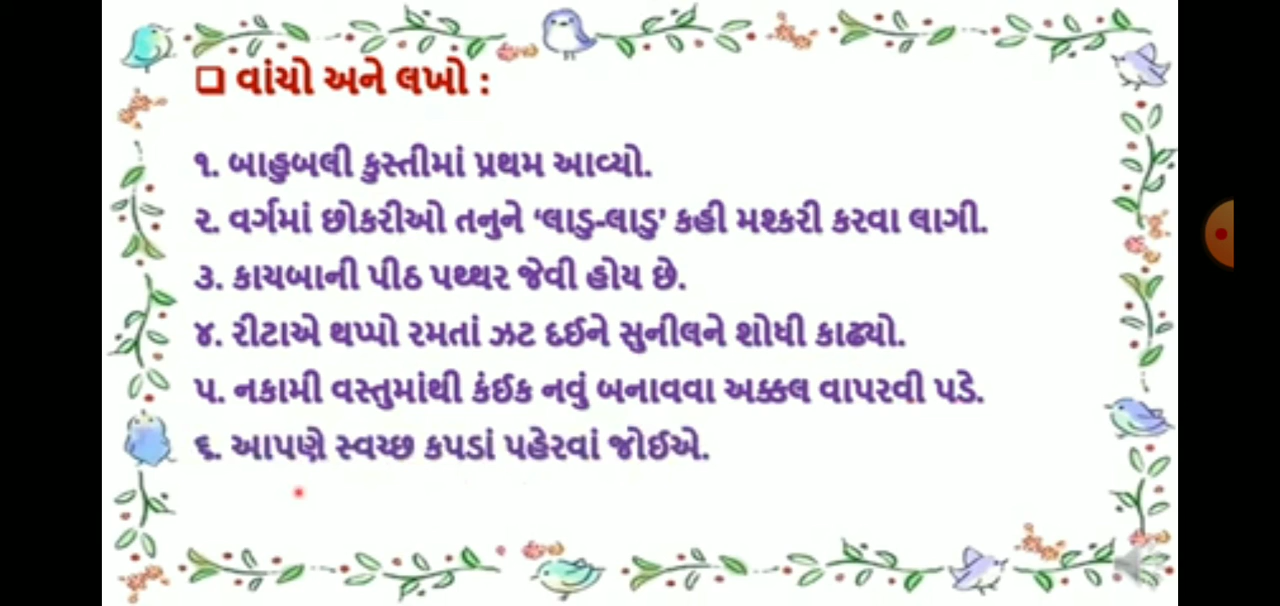 ❑ વાંચો અને લખો :
૧. બાહુબલી કુસ્તીમાં પ્રથમ આવ્યો.
૨. વર્ગમાં છોકરીઓ તનુને ‘લાડુ-લાડુ’ કહી મશ્કરી કરવા લાગી.
૩. કાચબાની પીઠ પથ્થર જેવી હોય છે.
૪. રીટાએ થપ્પો રમતાં ઝટ દઈને સુનીલને શોધી કાઢ્યો.
૫. નકામી વસ્તુમાંથી કંઈક નવું બનાવવા અક્કલ વાપરવી પડે.
૬. આપણે સ્વચ્છ કપડાં પહેરવાં જોઈએ.